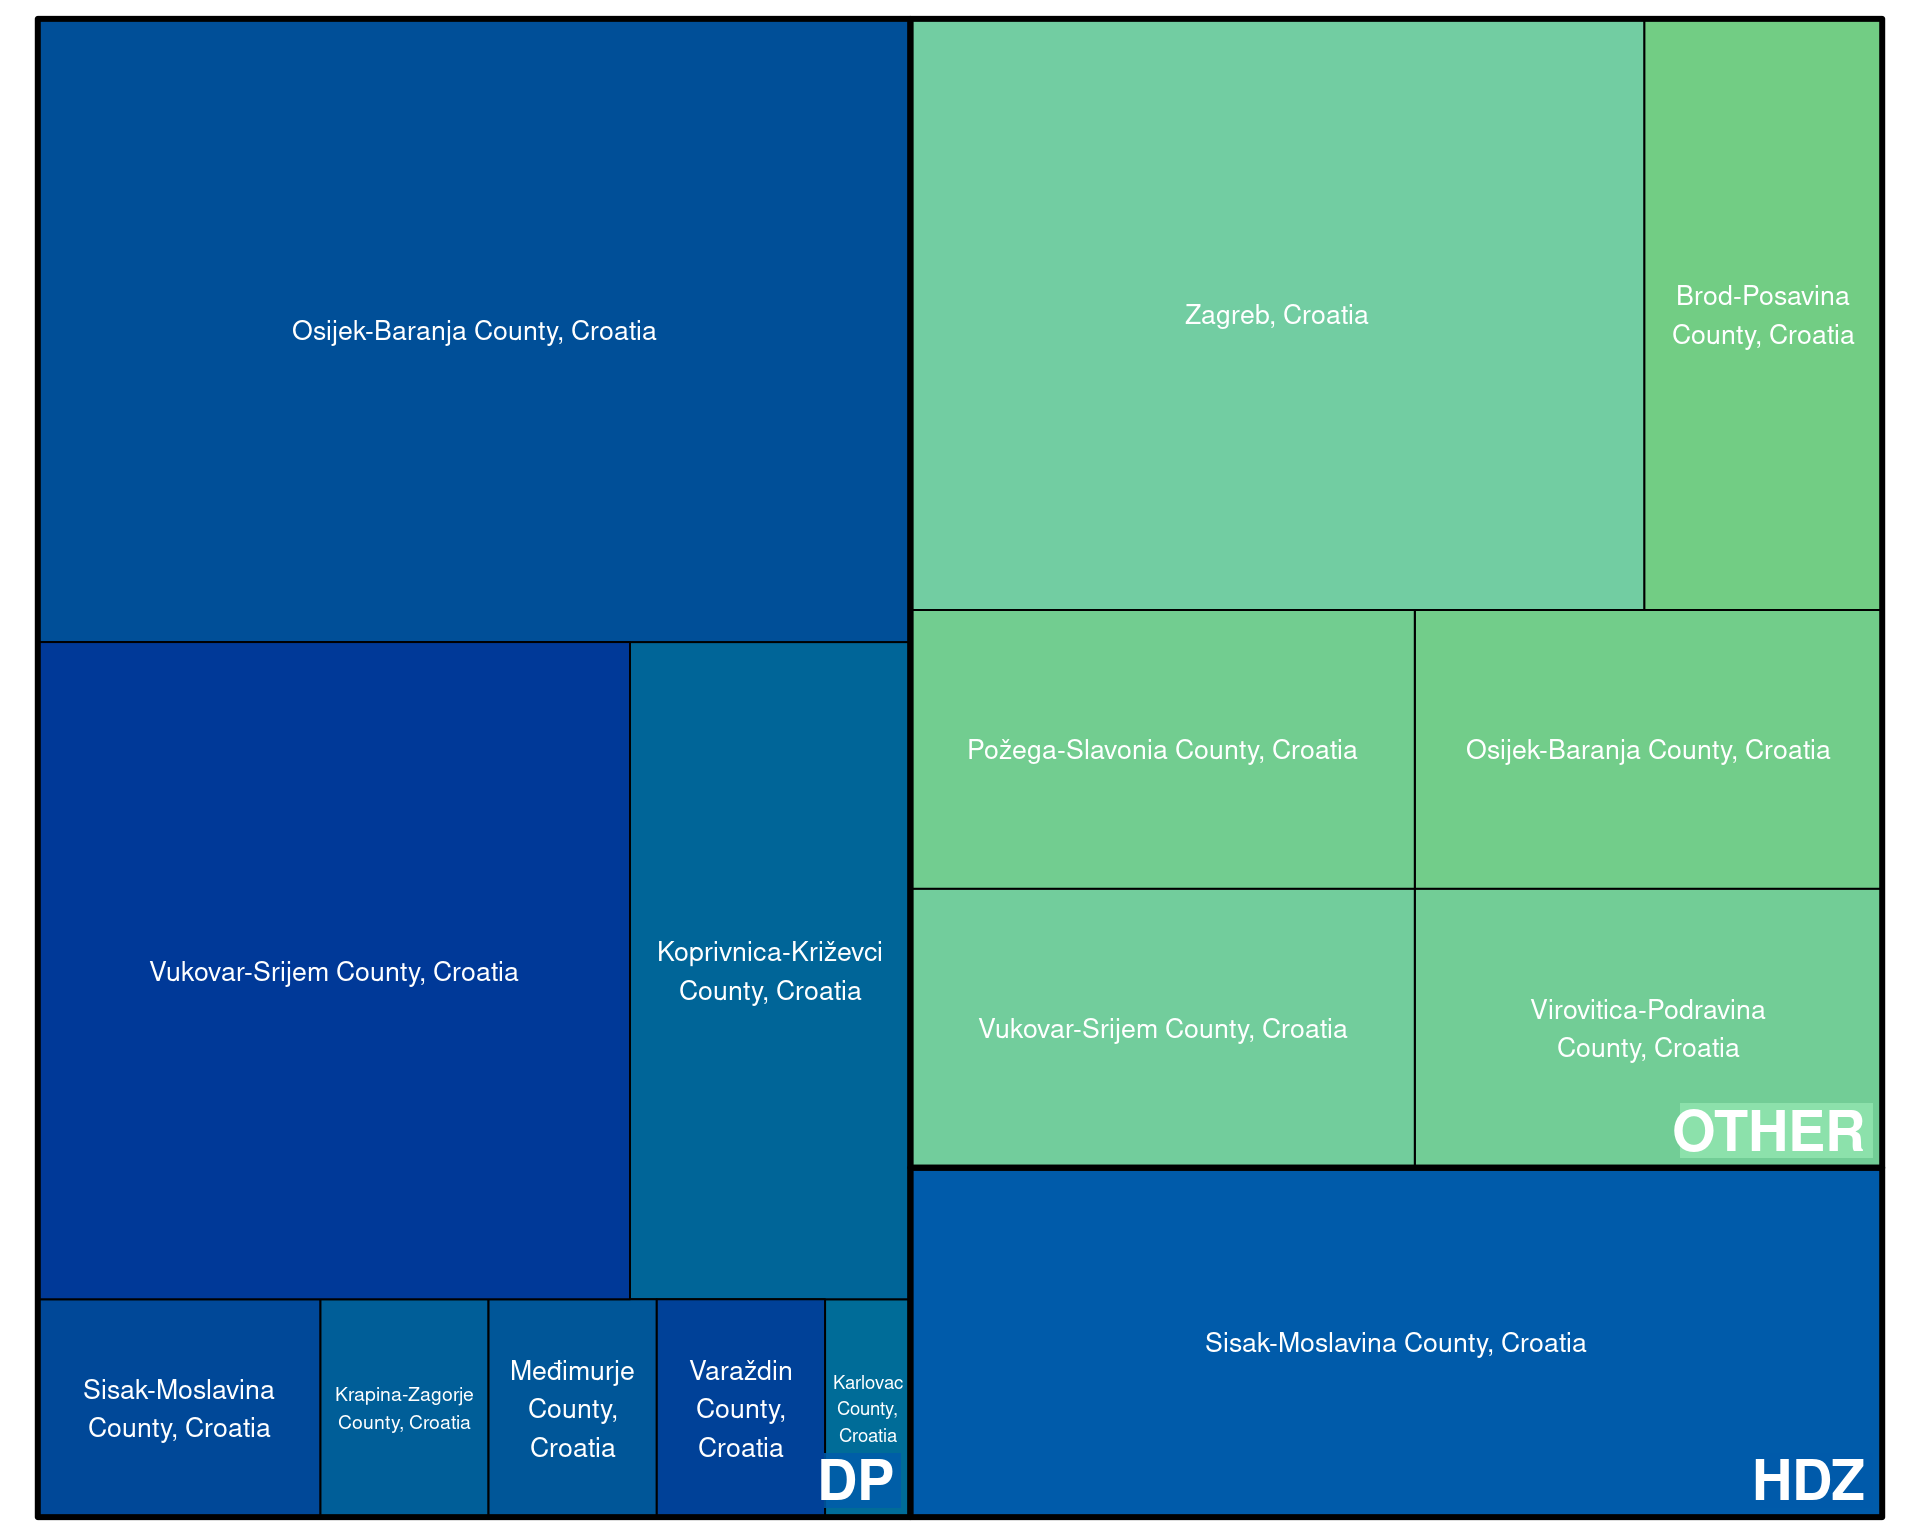 Osijek-Baranja County, Croatia
Vukovar-Srijem County, Croatia
Koprivnica-Križevci
County, Croatia
Sisak-Moslavina
County, Croatia
Krapina-Zagorje
County, Croatia
Međimurje
County,
Croatia
Varaždin
County,
Croatia
Karlovac
County,
Croatia
DP
Zagreb, Croatia
Brod-Posavina
County, Croatia
Požega-Slavonia County, Croatia
Osijek-Baranja County, Croatia
Vukovar-Srijem County, Croatia
Virovitica-Podravina
County, Croatia
OTHER
Sisak-Moslavina County, Croatia
HDZ